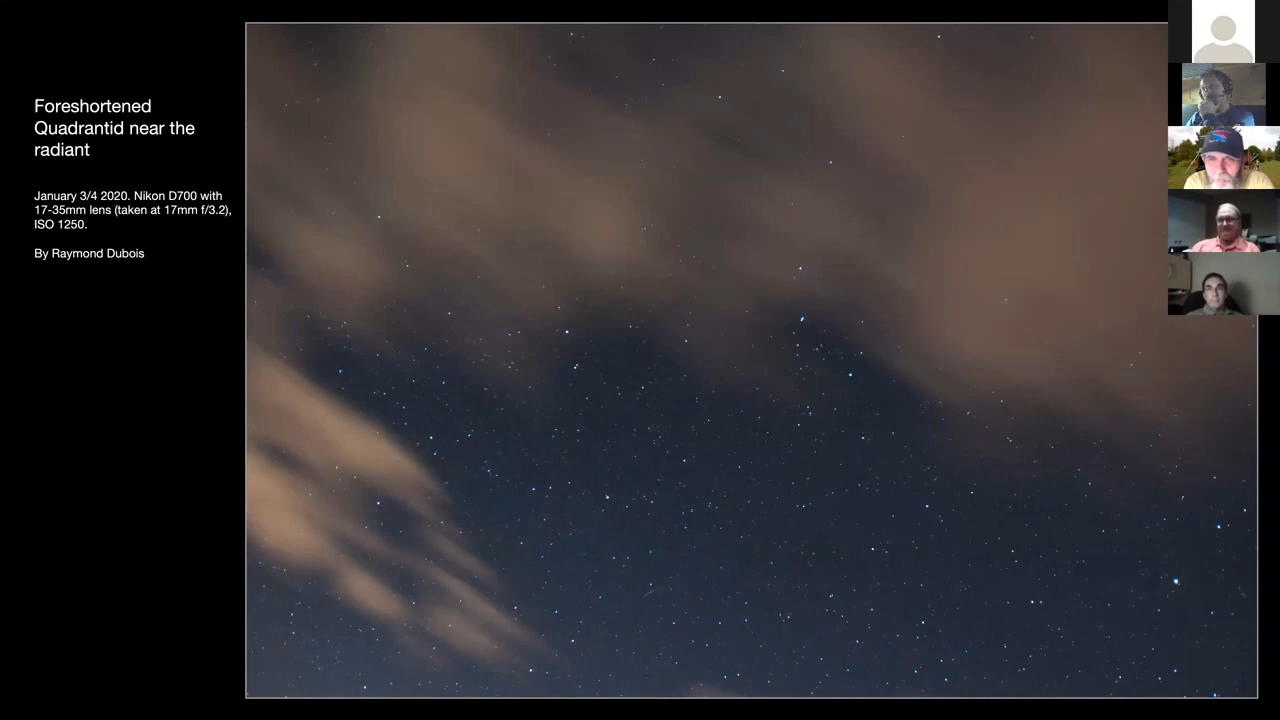 Foreshortened
Quadrantid near the
radiant
January 3/4 2020. Nikon D700 with
17-35mm lens (taken at 17mm f/3.2),
ISO 1250.
By Raymond Dubois